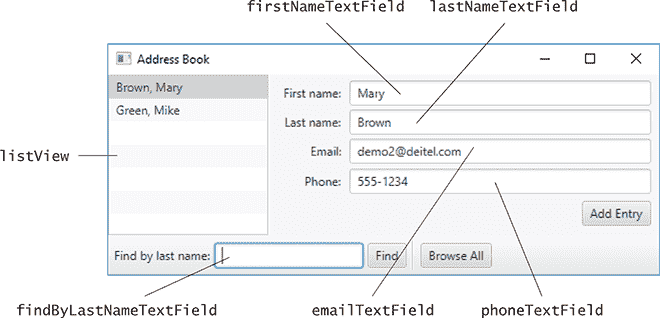 firstNameTextField lastNameTextField
Address Book
Brown, Mary
Green, Mike
First name: Mary
Last name: Brown
Email: demo2@deitel.com
Phone: 555-1234
listView
Add Entry
Find by last name: Find Browse All
findByLastNameTextField emailTextField phoneTextField